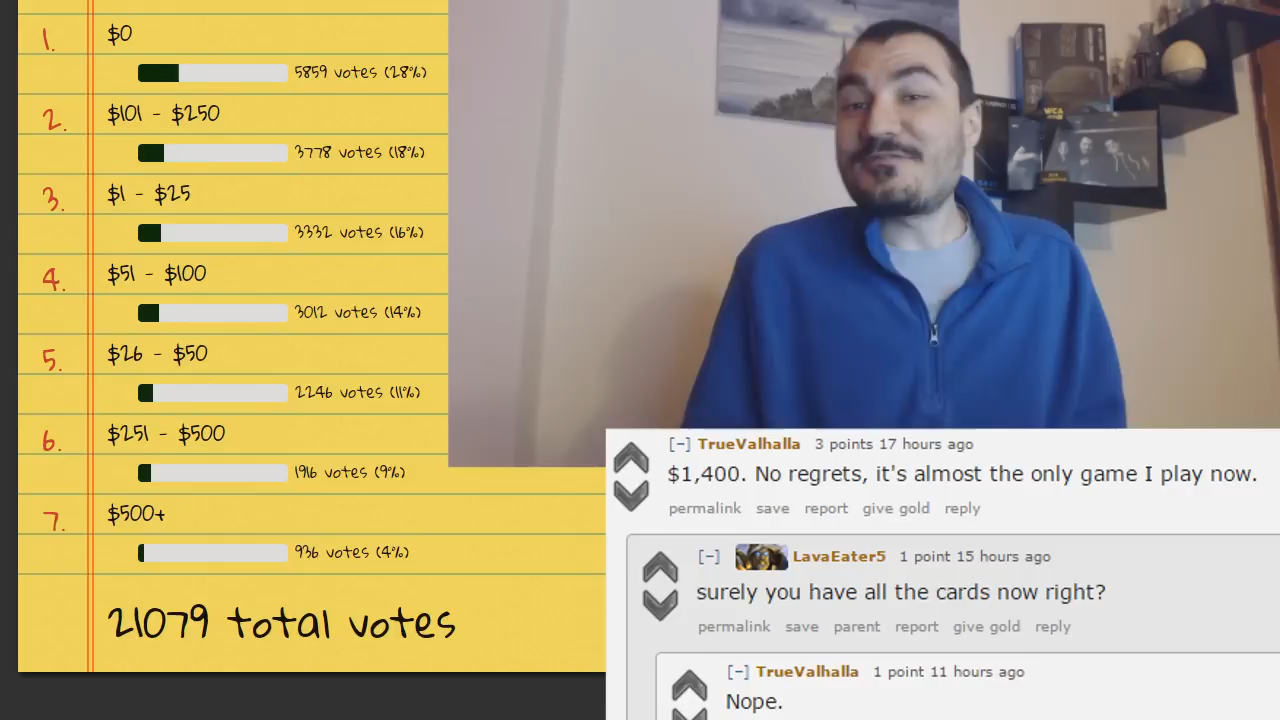 1. $0
5859 votes (28%)
2. $101 - $250
3778 votes (18%)
3. $1 - $25
3332 votes (16%)
4. $51 - $100
3012 votes (14%)
5. $26 - $50
2246 votes (11%)
6. $251 - $500
1916 votes (9%)
7. $500+
936 votes (4%)
21079 total votes
WCA
[-] TrueValhalla 3 points 17 hours ago
$1,400. No regrets, it's almost the only game I play now.
permalink save report give gold reply
[-] LavaEater5 1 point 15 hours ago
surely you have all the cards now right?
permalink save parent report give gold reply
[-] TrueValhalla 1 point 11 hours ago
Nope.